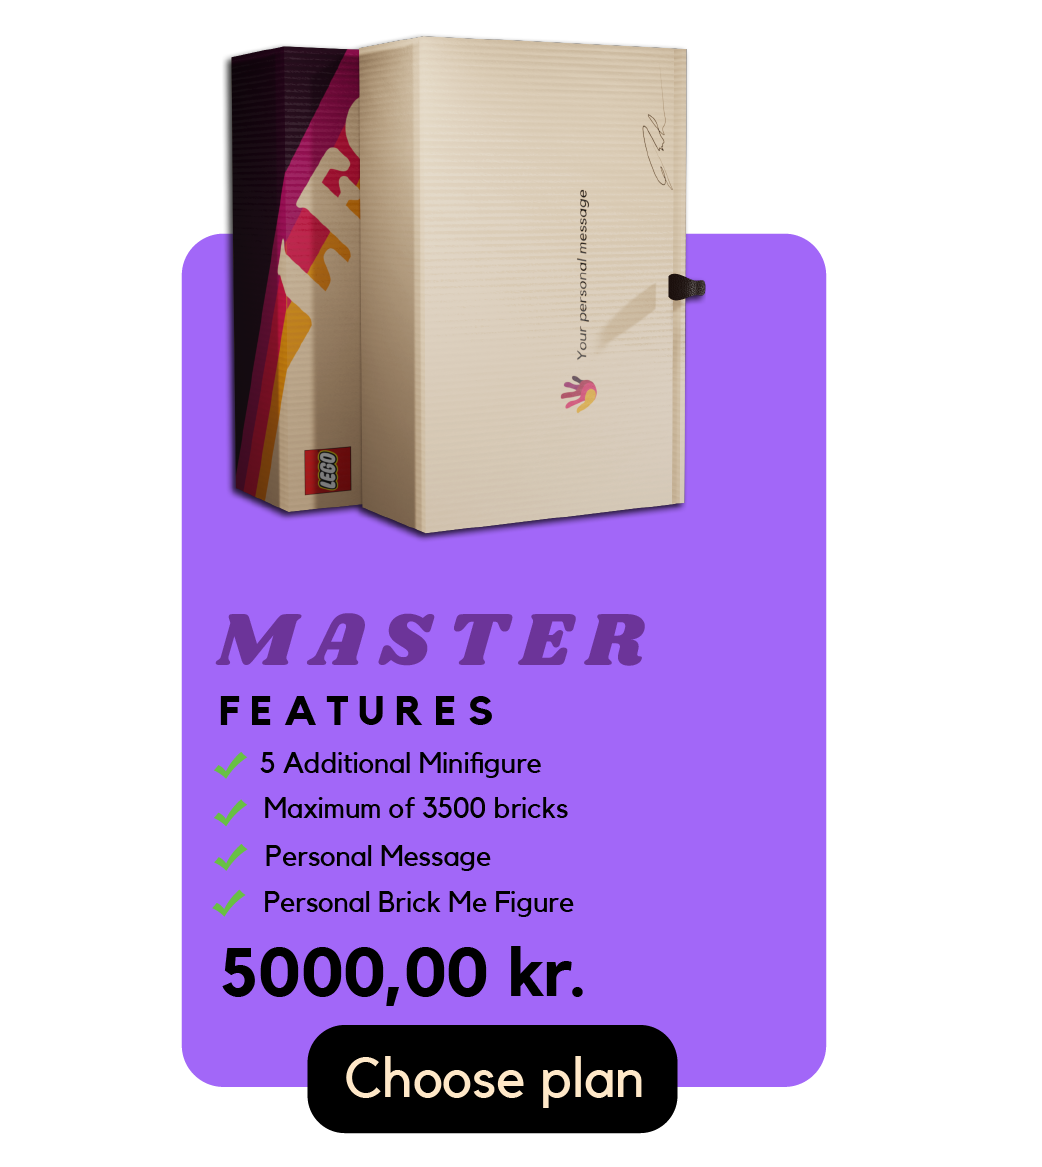 Your personal message
LEGO
MASTER
FEATURES
5 Additional Minifigure
Maximum of 3500 bricks
Personal Message
Personal Brick Me Figure
5000,00 kr.
Choose plan